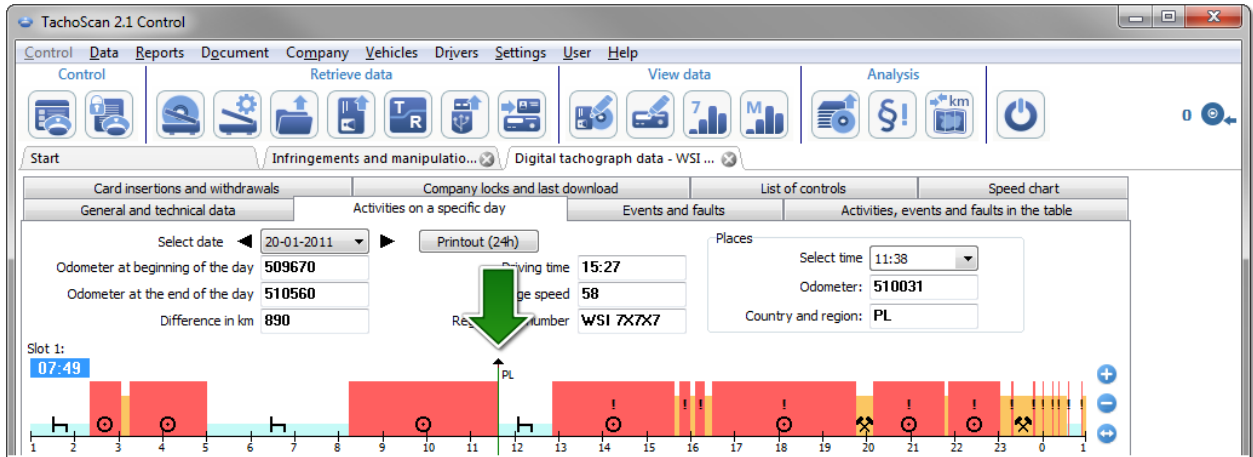 TachoScan 2.1 Control
Control Data Reports Document Company Vehicles Drivers Settings User Help
Control Retrieve data View data Analysis
T R 7 M §! km 0
Start Infringements and manipulatio... Digital tachograph data - WSI ...
Card insertions and withdrawals Company locks and last download List of controls Speed chart
General and technical data Activities on a specific day Events and faults Activities, events and faults in the table
Select date 20-01-2011 Printout (24h) Places
Select time 11:38
Odometer at beginning of the day 509670 Driving time 15:27
Odometer: 510031
Odometer at the end of the day 510560 speed 58
Country and region: PL
Difference in km 890 number WSI 7X7X7
Slot 1:
07:49
PL
! ! ! ! ! ! ! ! ! ! ! !
1 2 3 4 5 6 7 8 9 10 11 12 13 14 15 16 17 18 19 20 21 22 23 0 1